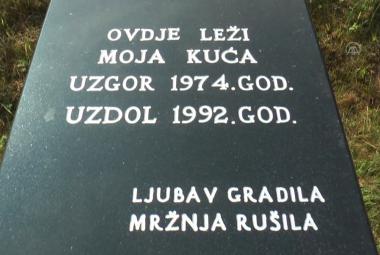 OVDJE LEŽI
MOJA KUĆA
UZGOR 1974.GOD.
UZDOL 1992.GOD.
LJUBAV GRADILA
MRŽNJA RUŠILA